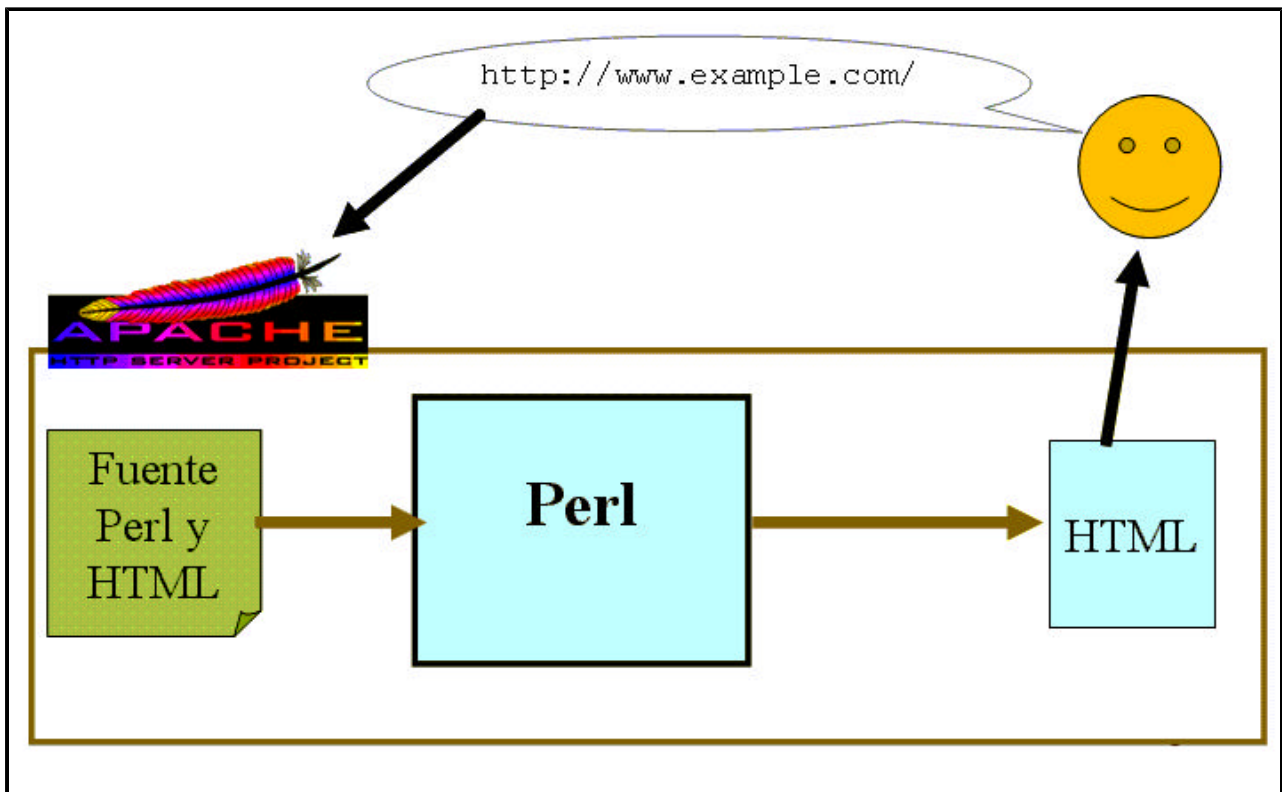 http://www.example.com/
APACHE
HTTP SERVER PROJECT
Fuente
Perl y
HTML
Perl
HTML